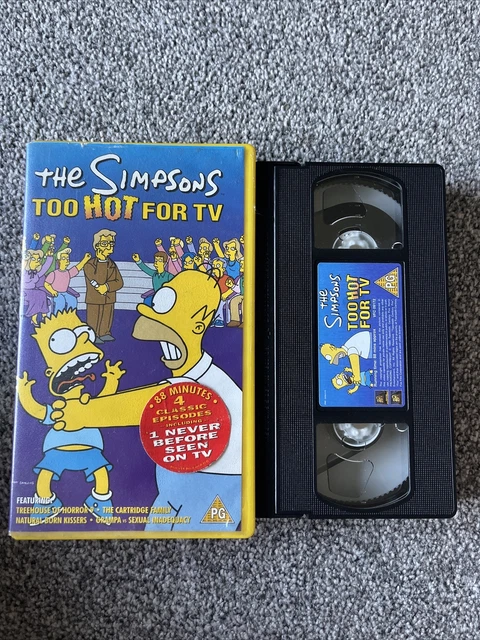 THE SIMPSONS
TOO HOT FOR TV
88 MINUTES
4
CLASSIC
EPISODES
INCLUDING
1 NEVER
BEFORE
SEEN
ON TV
FEATURING:
TREEHOUSE OF HORROR • THE CARTRIDGE FAMILY
NATURAL BORN KISSERS • GRAMPA vs SEXUAL INADEQUACY
PG
THE
SIMPSONS
TOO HOT
FOR TV
PG